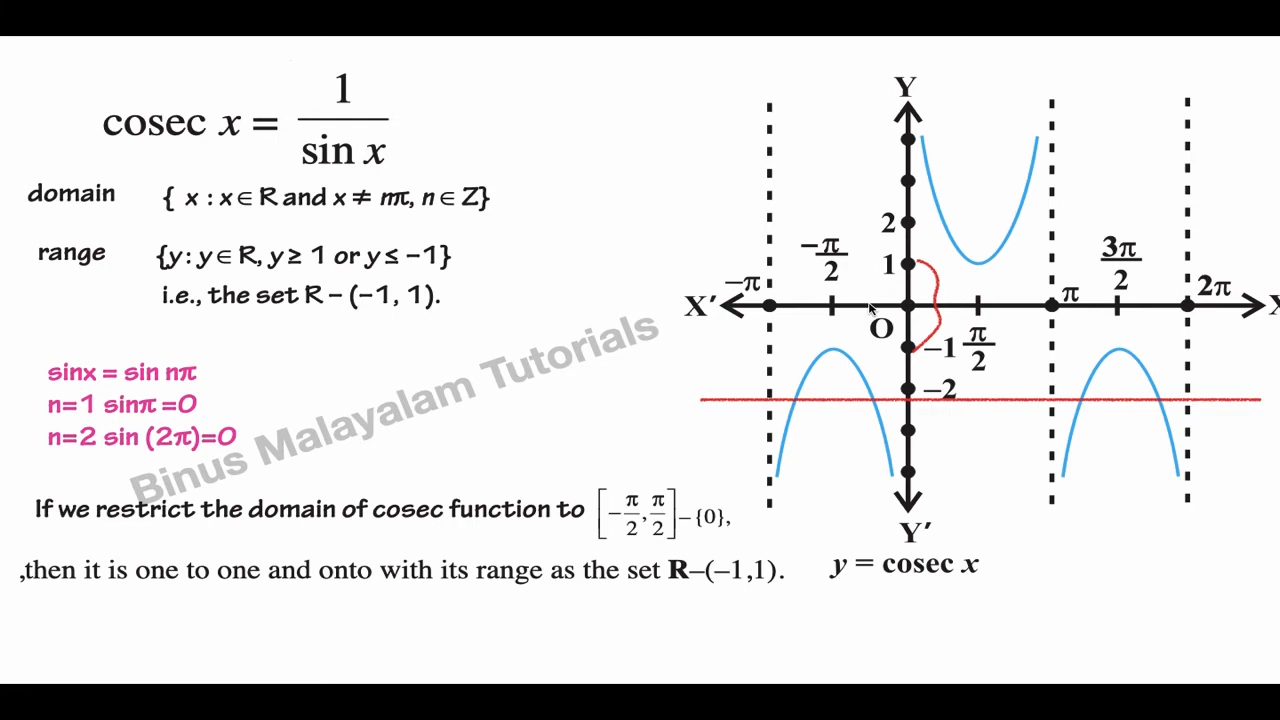 cosec x = 1/sin x
domain { x : x ∈ R and x ≠ nπ, n ∈ Z}
range {y : y ∈ R, y ≥ 1 or y ≤ −1}
i.e., the set R − (−1, 1).
sinx = sin nπ
n=1 sinπ =0
n=2 sin (2π)=0
Binus Malayalam Tutorials
If we restrict the domain of cosec function to [−π/2, π/2] – {0},
,then it is one to one and onto with its range as the set R–(–1,1).
Y
2
1
−π/2
3π/2
−π
π
2π
X′
X
O
–1
π/2
–2
Y′
y = cosec x